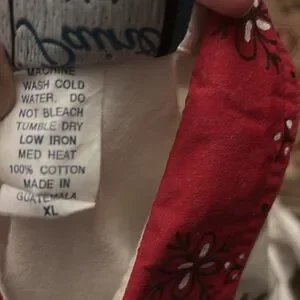 MACHINE
WASH COLD
WATER. DO
NOT BLEACH
TUMBLE DRY
LOW IRON
MED HEAT
100% COTTON
MADE IN
GUATEMALA
XL